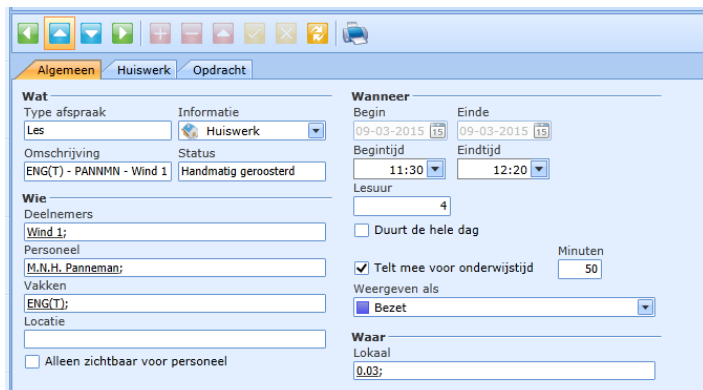 Algemeen Huiswerk Opdracht
Wat
Type afspraak Informatie
Les Huiswerk
Omschrijving Status
ENG(T) - PANNMN - Wind 1 Handmatig geroosterd
Wie
Deelnemers
Wind 1;
Personeel
M.N.H. Panneman;
Vakken
ENG(T);
Locatie
Alleen zichtbaar voor personeel
Wanneer
Begin Einde
09-03-2015 15 09-03-2015 15
Begintijd Eindtijd
11:30 12:20
Lesuur
4
Duurt de hele dag
Minuten
Telt mee voor onderwijstijd 50
Weergeven als
Bezet
Waar
Lokaal
0.03;